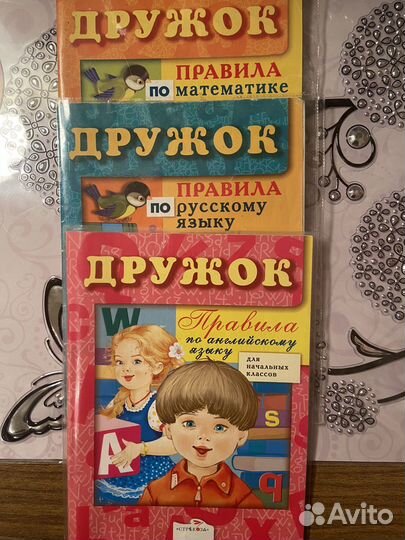 ДРУЖОК
ПРАВИЛА
ПО математике
ДРУЖОК
ПРАВИЛА
ПО русскому
языку
ДРУЖОК
Правила
по английскому
языку
для
начальных
классов
W
A
S
q
«СТРЕКОЗА»
Avito